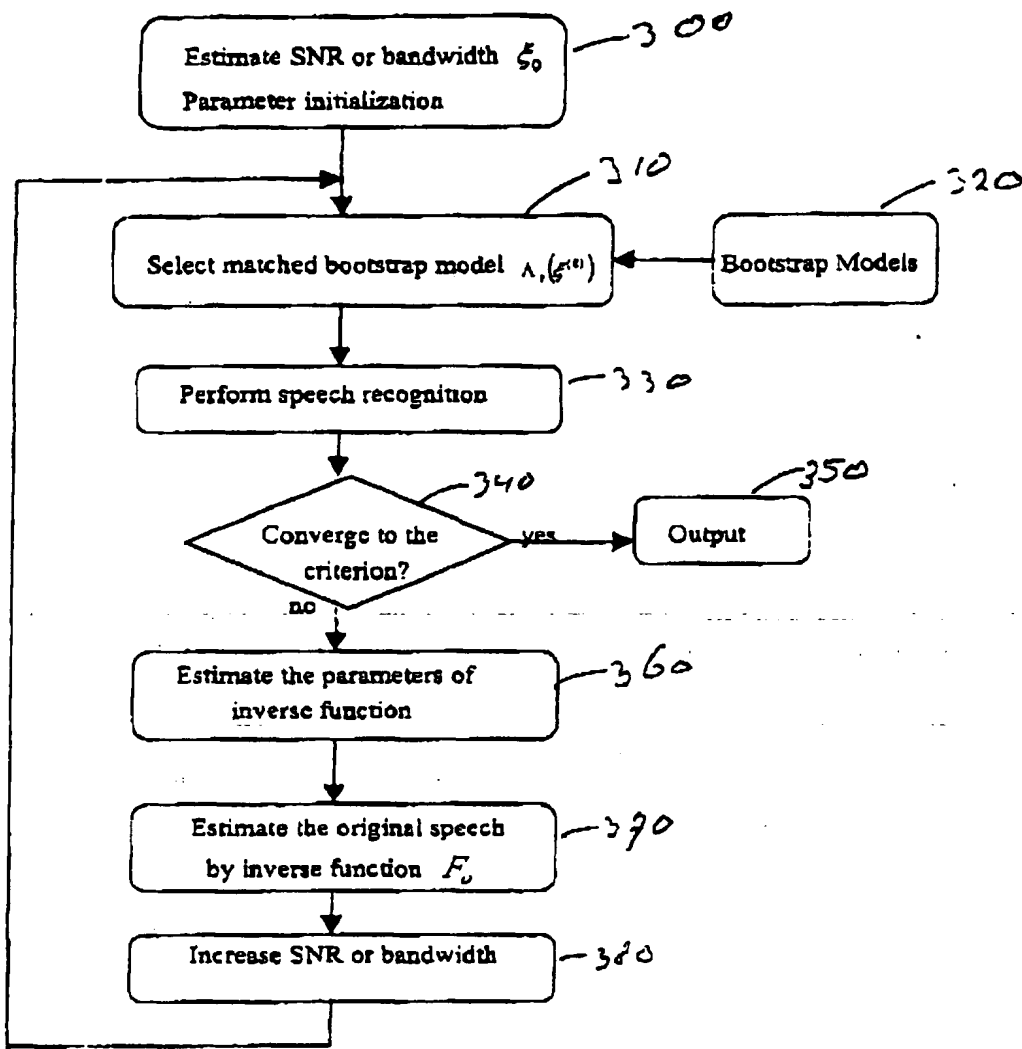 Estimate SNR or bandwidth ξ₀
Parameter initialization
300
310
320
Select matched bootstrap model Λ,(ξ⁽ⁱ⁾)
Bootstrap Models
Perform speech recognition
330
340
350
Converge to the
criterion?
yes
Output
no
Estimate the parameters of
inverse function
360
Estimate the original speech
by inverse function Fᵥ
370
Increase SNR or bandwidth
380